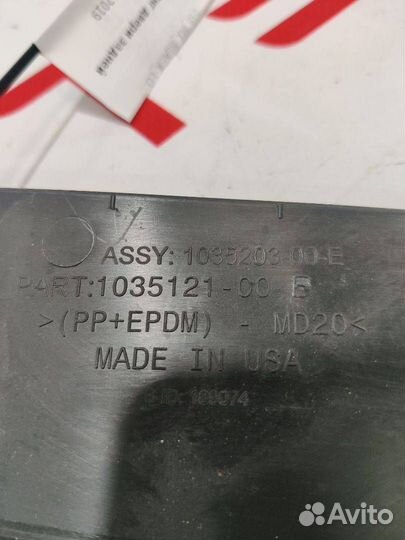 ASSY: 1035203-00-E
PART:1035121-00-B
>(PP+EPDM) - MD20<
MADE IN USA
Avito